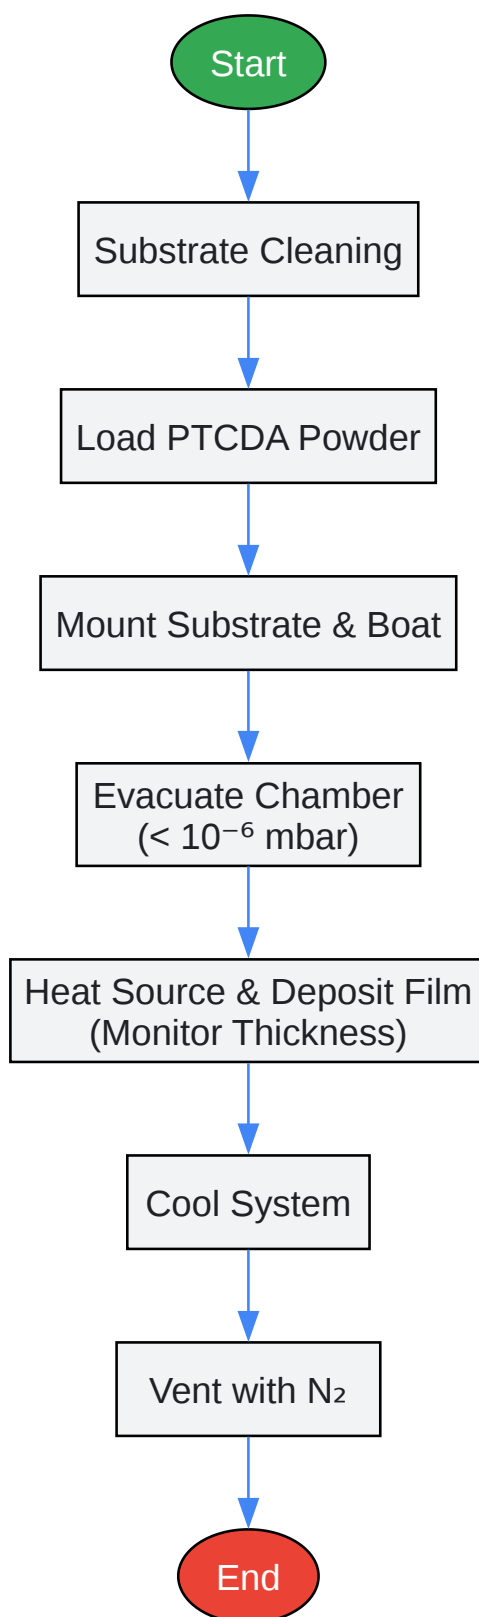 Start
Substrate Cleaning
Load PTCDA Powder
Mount Substrate & Boat
Evacuate Chamber
(< 10⁻⁶ mbar)
Heat Source & Deposit Film
(Monitor Thickness)
Cool System
Vent with N₂
End